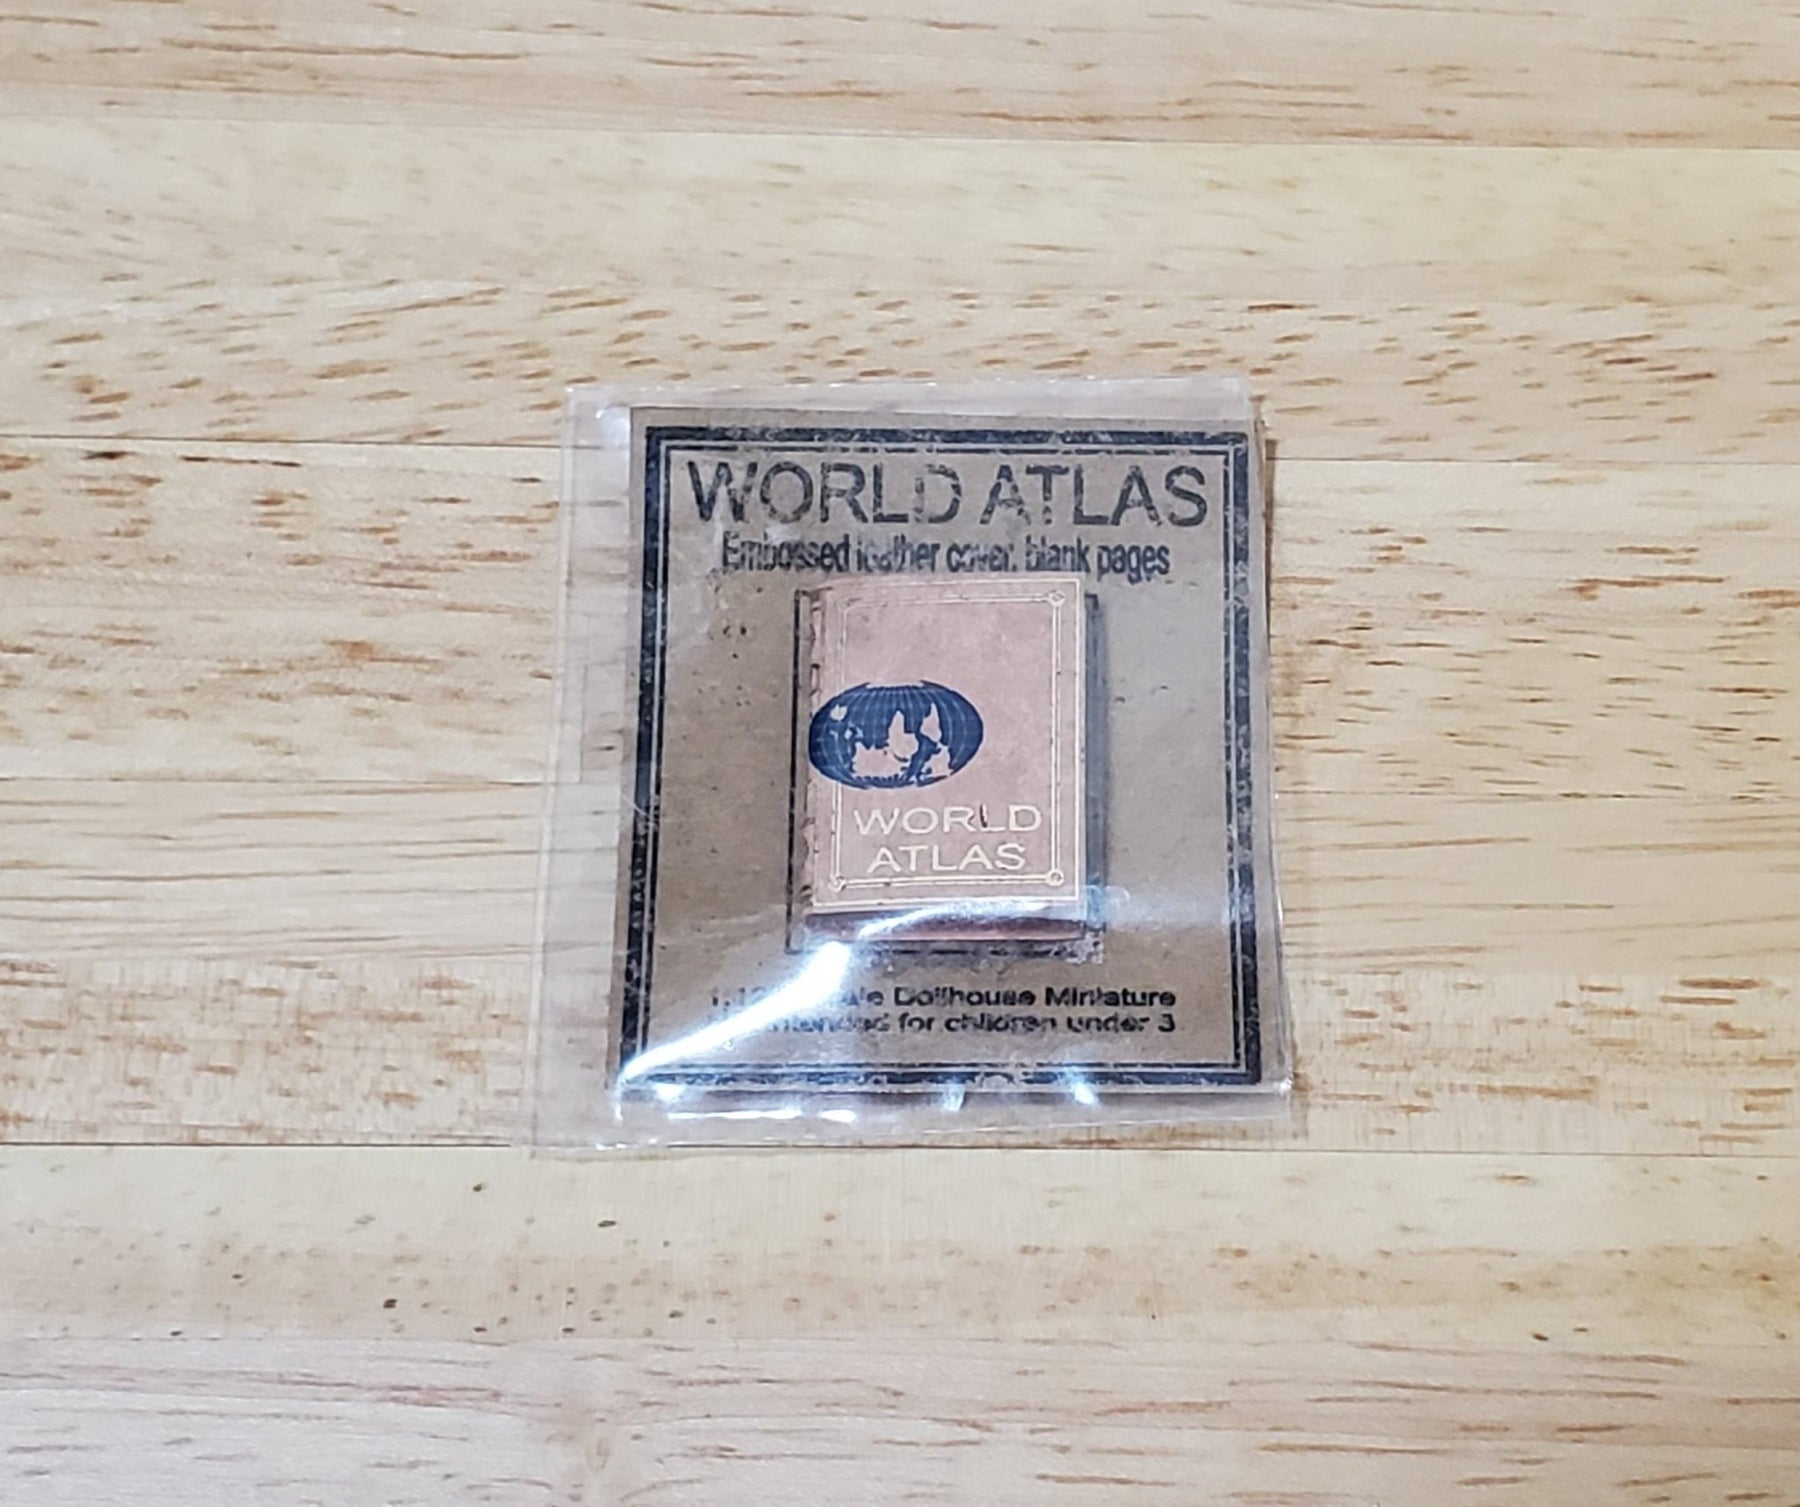 WORLD ATLAS
Embossed leather cover, blank pages
WORLD
ATLAS
Dollhouse Miniature
for children under 3